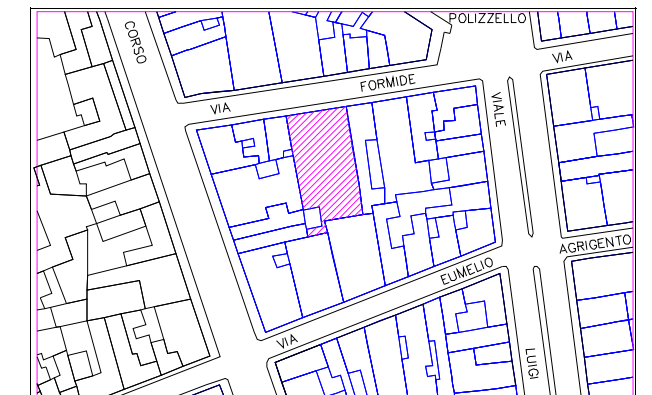 POLIZZELLO
CORSO
VIA
FORMIDE
VIA
VIALE
AGRIGENTO
EUMELIO
VIA
LUIGI